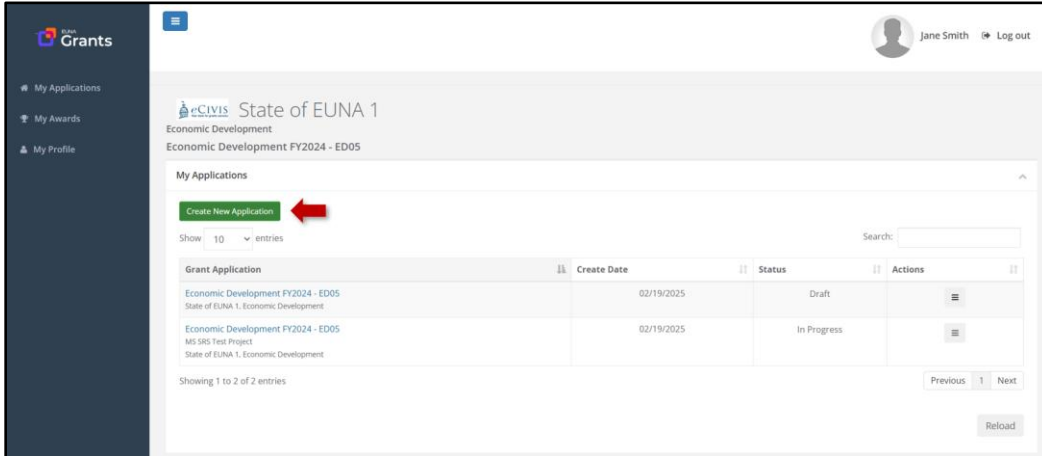 EUNA
Grants
Jane Smith Log out
My Applications
My Awards
My Profile
eCIVIS State of EUNA 1
Economic Development
Economic Development FY2024 - ED05
My Applications
Create New Application
Show 10 entries
Search:
Grant Application Create Date Status Actions
Economic Development FY2024 - ED05 02/19/2025 Draft
State of EUNA 1, Economic Development
Economic Development FY2024 - ED05 02/19/2025 In Progress
MS SRS Test Project
State of EUNA 1, Economic Development
Showing 1 to 2 of 2 entries
Previous 1 Next
Reload